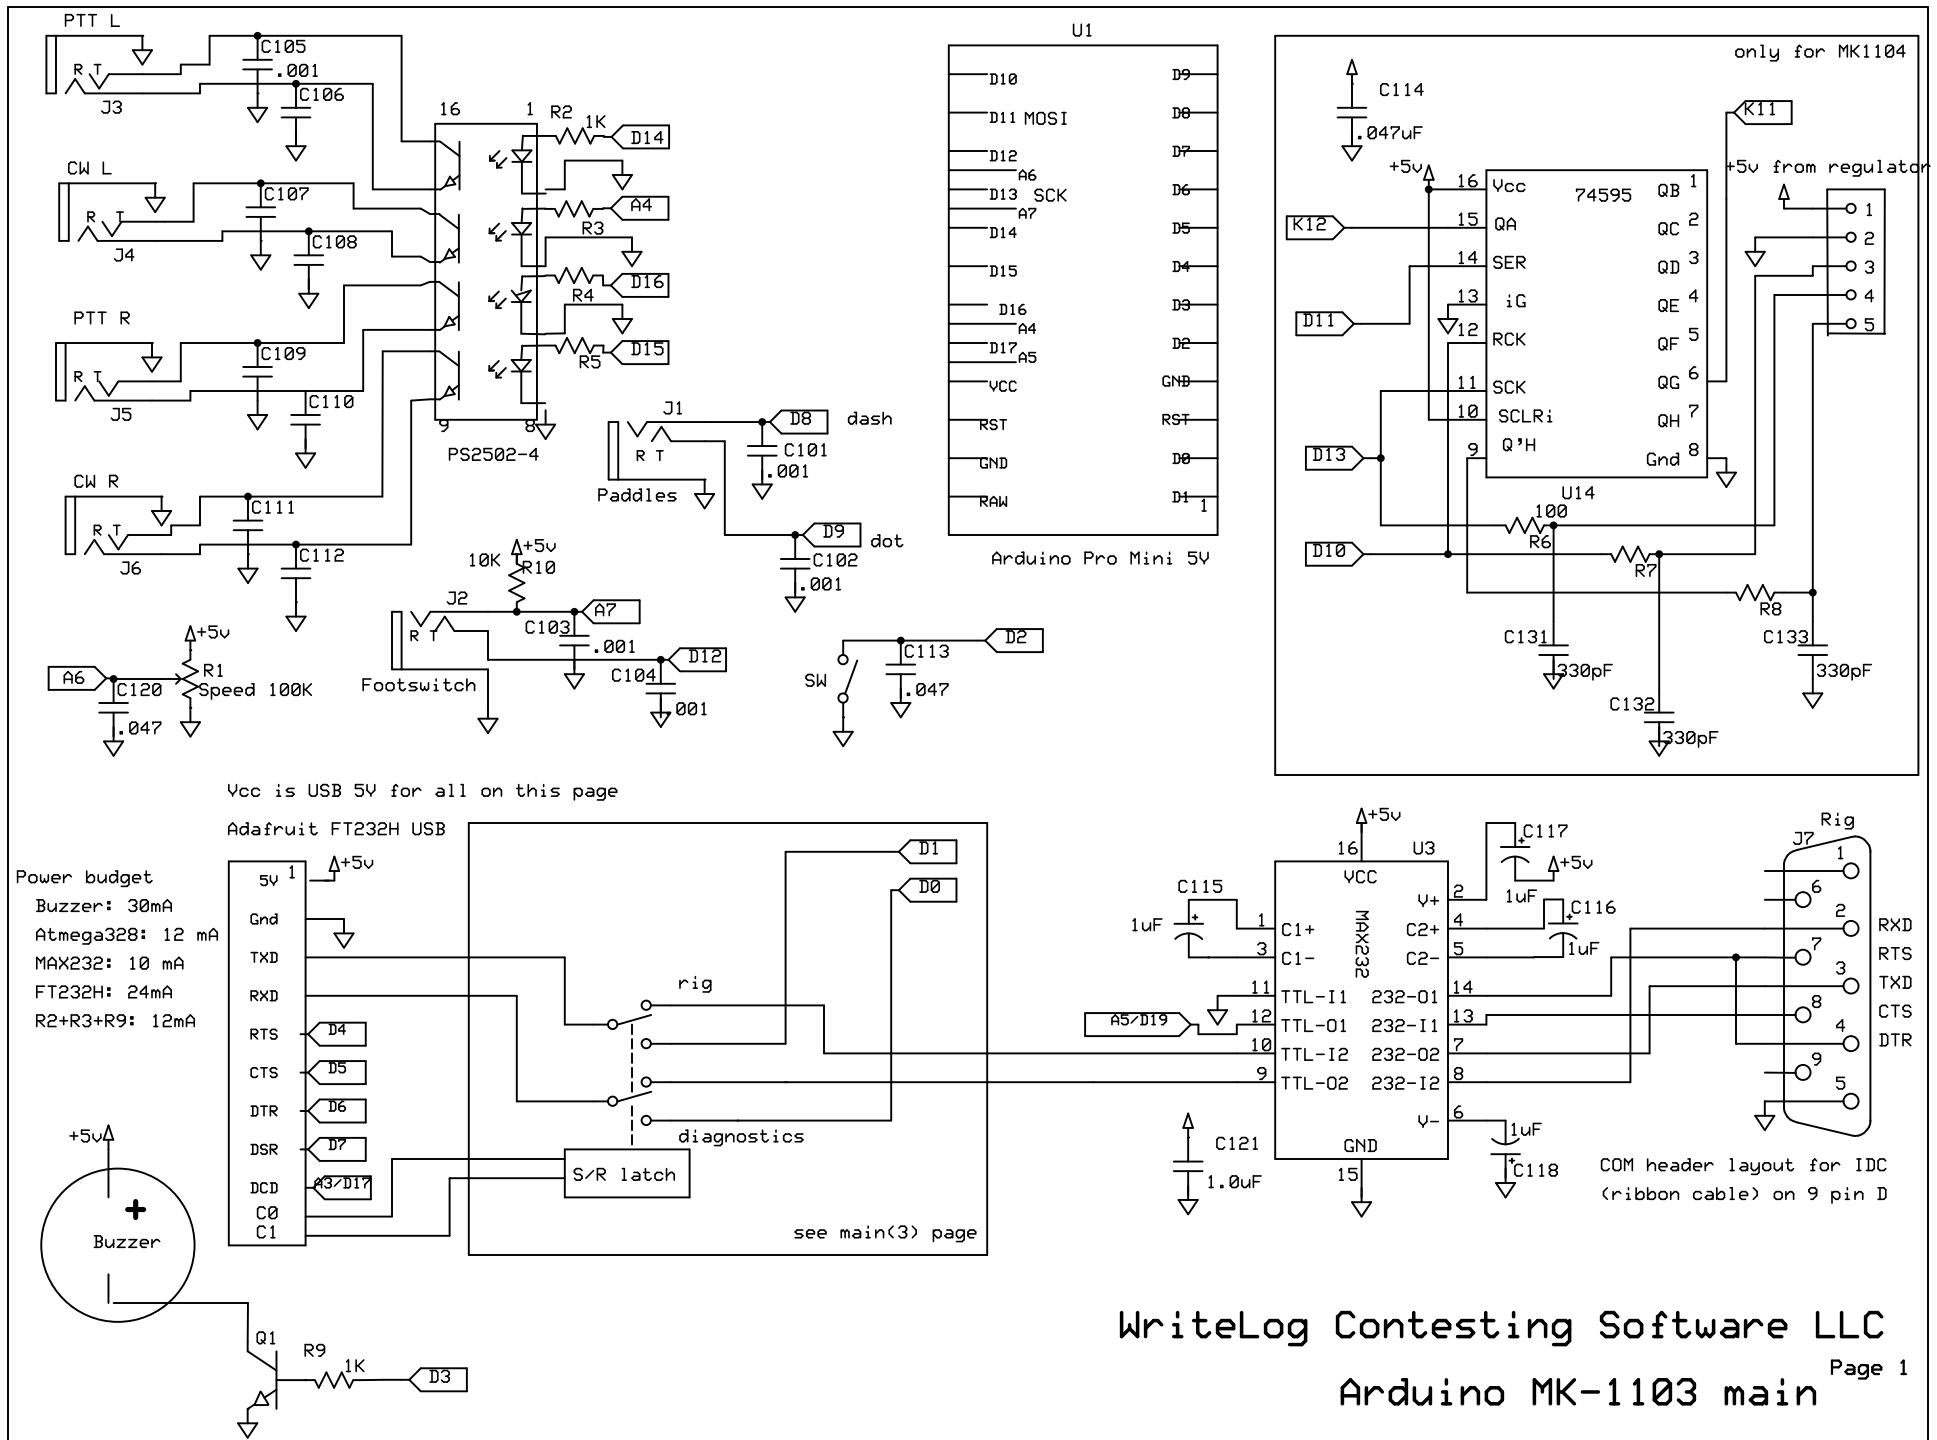 PTT L
R T
J3
C105
.001
C106
CW L
R T
J4
C107
C108
PTT R
R T
J5
C109
C110
CW R
R T
J6
C111
C112
16
1
9
8
PS2502-4
R2
1K
D14
A4
R3
D16
R4
D15
R5
J1
R T
Paddles
D8
dash
C101
.001
D9
dot
C102
.001
10K
+5v
R10
J2
R T
Footswitch
A7
C103
.001
D12
C104
.001
+5v
A6
R1
C120
Speed 100K
.047
SW
D2
C113
.047
U1
D10
D11 MOSI
D12
A6
D13 SCK
A7
D14
D15
D16
A4
D17
A5
VCC
RST
GND
RAW
D9
D8
D7
D6
D5
D4
D3
D2
GND
RST
D0
D1
1
Arduino Pro Mini 5V
only for MK1104
C114
.047uF
K11
+5v
+5v from regulator
74595
16 Vcc
15 QA
14 SER
13 iG
12 RCK
11 SCK
10 SCLRi
9 Q'H
QB 1
QC 2
QD 3
QE 4
QF 5
QG 6
QH 7
Gnd 8
U14
K12
D11
D13
D10
1
2
3
4
5
100
R6
R7
R8
C131
330pF
C132
330pF
C133
330pF
Vcc is USB 5V for all on this page
Adafruit FT232H USB
Power budget
Buzzer: 30mA
Atmega328: 12 mA
MAX232: 10 mA
FT232H: 24mA
R2+R3+R9: 12mA
5V 1
+5v
Gnd
TXD
RXD
RTS
D4
CTS
D5
DTR
D6
DSR
D7
DCD
A3/D17
C0
C1
D1
D0
rig
diagnostics
S/R latch
see main(3) page
+5v
16
U3
VCC
MAX232
C115
1uF
1 C1+
3 C1-
11 TTL-I1
12 TTL-O1
10 TTL-I2
9 TTL-O2
A5/D19
V+ 2
C2+ 4
C2- 5
232-O1 14
232-I1 13
232-O2 7
232-I2 8
V- 6
GND
15
C117
+5v
1uF
C116
1uF
1uF
C118
C121
1.0uF
Rig
J7
1
6
2
7
3
8
4
9
5
RXD
RTS
TXD
CTS
DTR
COM header layout for IDC
(ribbon cable) on 9 pin D
+5v
+
Buzzer
Q1
R9
1K
D3
WriteLog Contesting Software LLC
Page 1
Arduino MK-1103 main